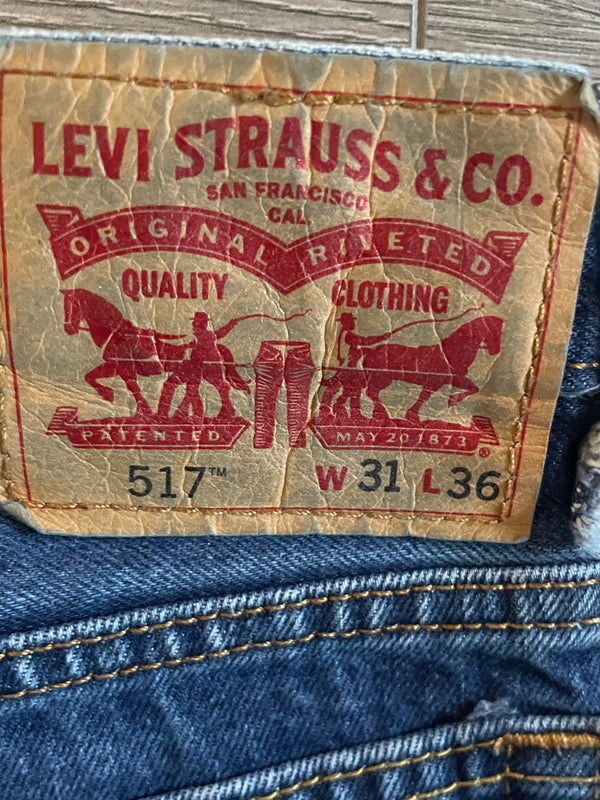 LEVI STRAUSS & CO.
SAN FRANCISCO
CAL.
ORIGINAL RIVETED
QUALITY CLOTHING
PATENTED MAY 20 1873 ®
517™ W 31 L 36